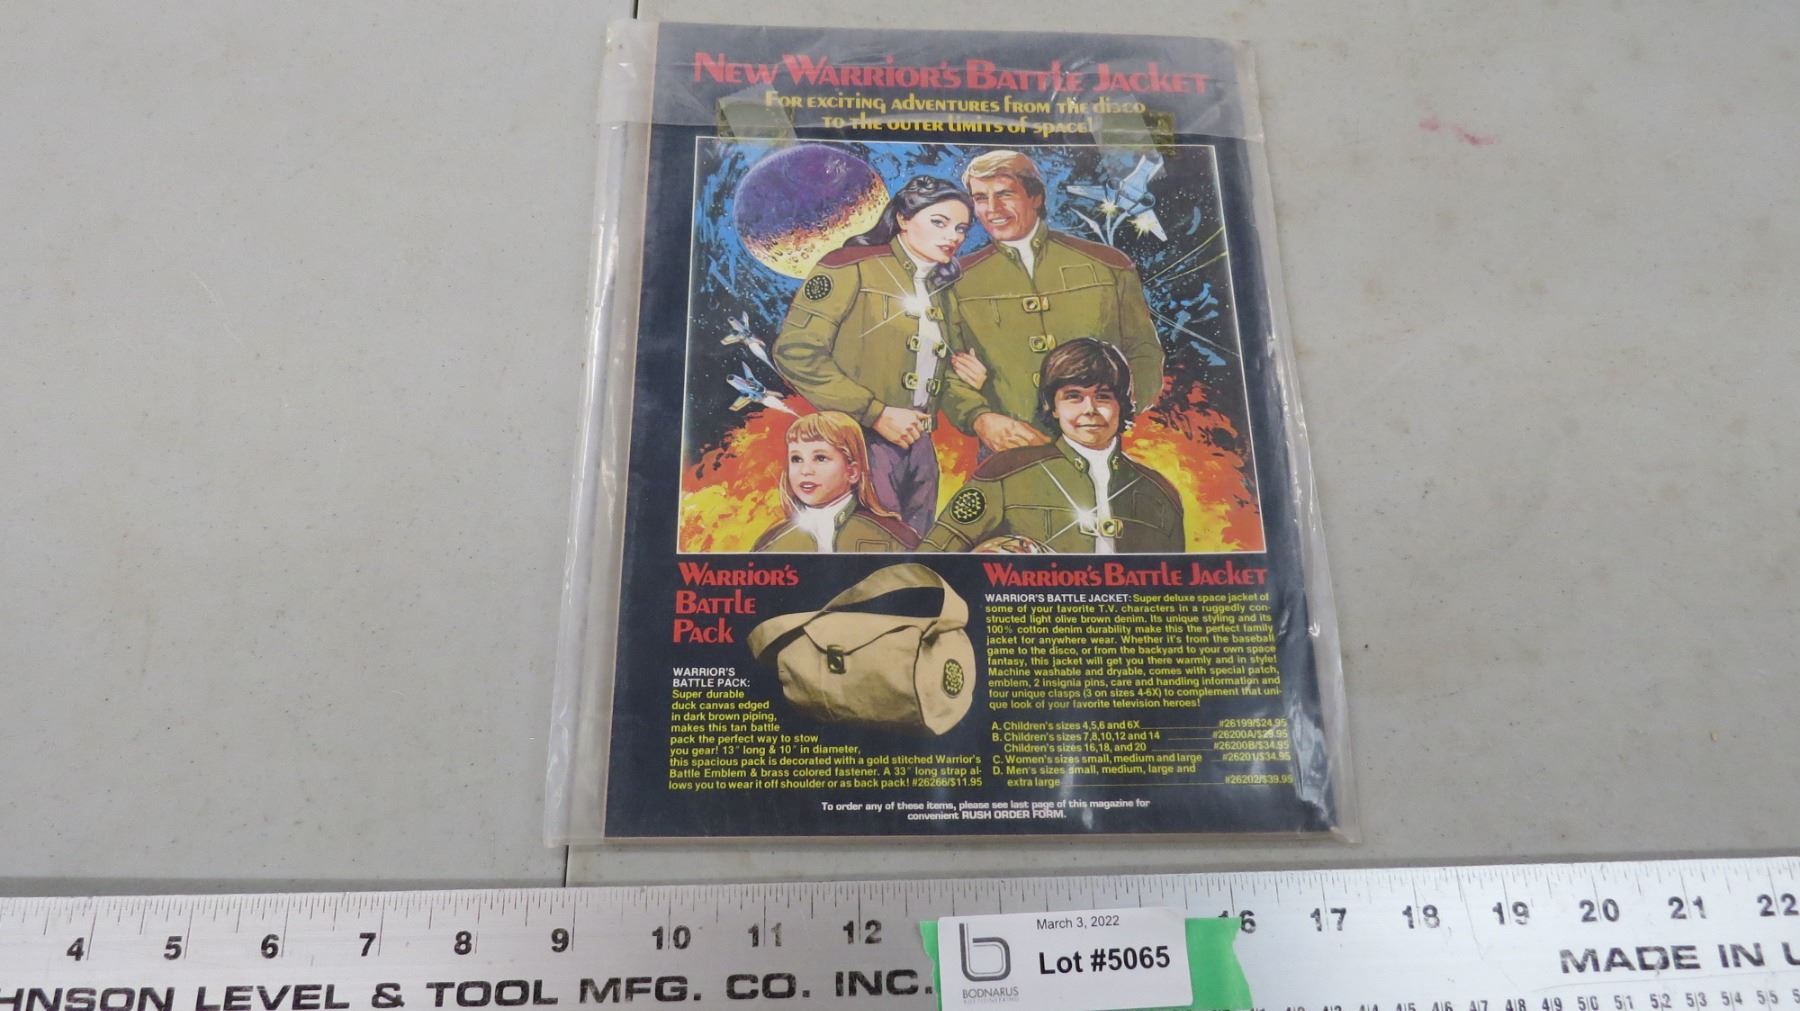 NEW WARRIOR'S BATTLE JACKET
FOR EXCITING ADVENTURES FROM THE disco
TO THE OUTER LIMITS of SPACE!
WARRIOR'S
BATTLE
PACK
WARRIOR'S
BATTLE PACK:
Super durable
duck canvas edged
in dark brown piping,
makes this tan battle
pack the perfect way to stow
you gear! 13" long & 10" in diameter,
this spacious pack is decorated with a gold stitched Warrior's
Battle Emblem & brass colored fastener. A 33" long strap al-
lows you to wear it off shoulder or as back pack! #26266/$11.95
WARRIOR'S BATTLE JACKET
WARRIOR'S BATTLE JACKET: Super deluxe space jacket of
some of your favorite T.V. characters in a ruggedly con-
structed light olive brown denim. Its unique styling and its
100% cotton denim durability make this the perfect family
jacket for anywhere wear. Whether it's from the baseball
game to the disco, or from the backyard to your own space
fantasy, this jacket will get you there warmly and in style!
Machine washable and dryable, comes with special patch,
emblem, 2 insignia pins, care and handling information and
four unique clasps (3 on sizes 4-6X) to complement that uni-
que look of your favorite television heroes!
A. Children's sizes 4,5,6 and 6X #26199/$24.95
B. Children's sizes 7,8,10,12 and 14 #26200A/$29.95
Children's sizes 16,18, and 20 #26200B/$34.95
C. Women's sizes small, medium and large #26201/$34.95
D. Men's sizes small, medium, large and
extra large #26202/$39.95
To order any of these items, please see last page of this magazine for
convenient RUSH ORDER FORM.
4 5 6 7 8 9 10 11 12 16 17 18 19 20 21 22
HNSON LEVEL & TOOL MFG. CO. INC.
MADE IN U
March 3, 2022
Lot #5065
b
BODNARUS
AUCTIONEERING
48 49 50 51 52 53 54 55